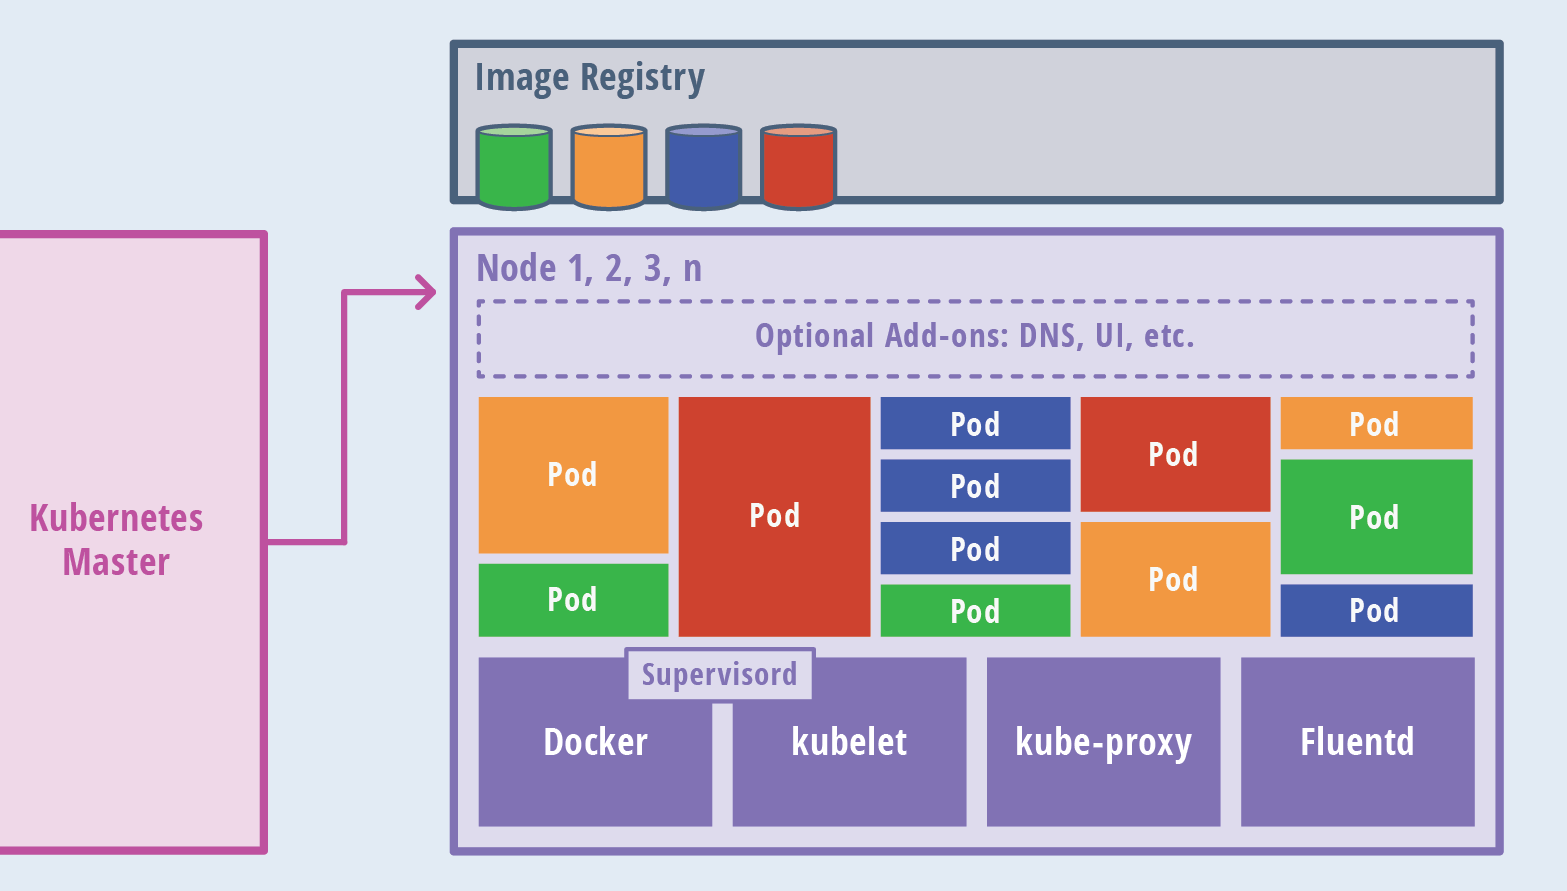 Image Registry
Kubernetes
Master
Node 1, 2, 3, n
Optional Add-ons: DNS, UI, etc.
Pod
Pod
Pod
Pod
Pod
Pod
Pod
Pod
Pod
Pod
Pod
Pod
Supervisord
Docker
kubelet
kube-proxy
Fluentd